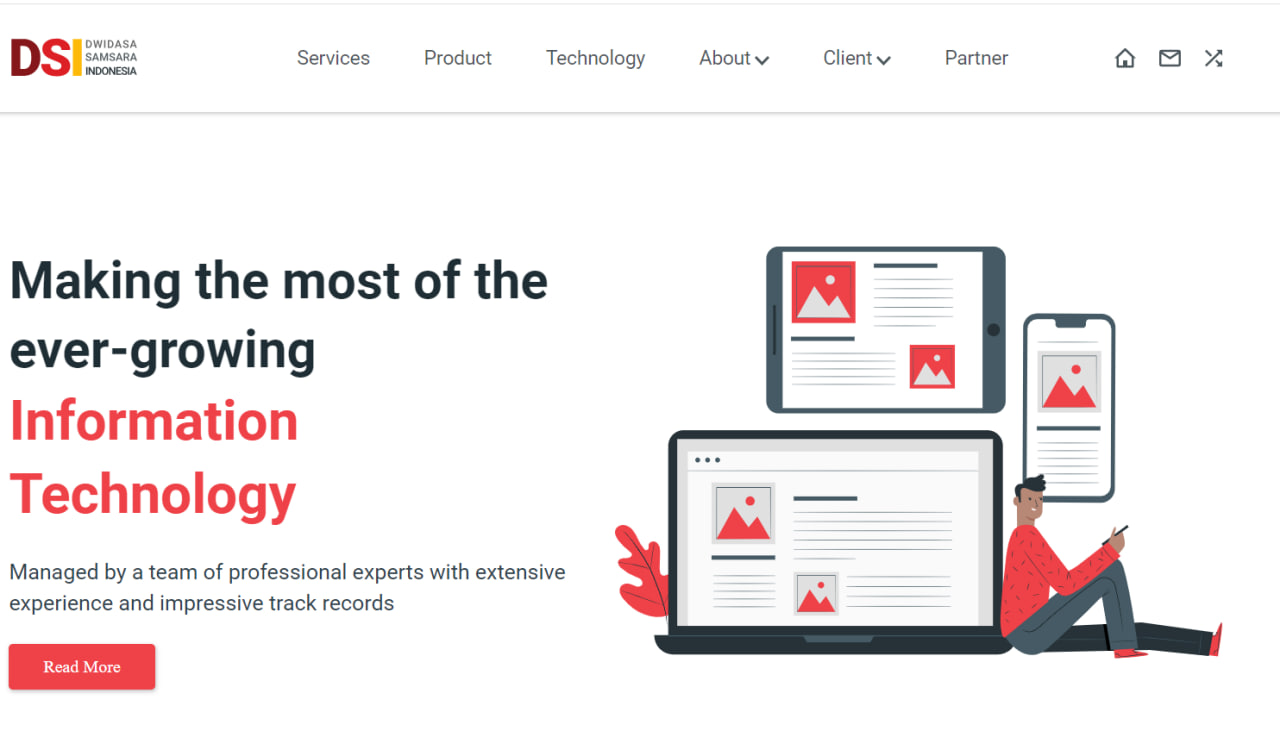 DSI
DWIDASA
SAMSARA
INDONESIA
Services
Product
Technology
About
Client
Partner
Making the most of the
ever-growing
Information
Technology
Managed by a team of professional experts with extensive
experience and impressive track records
Read More